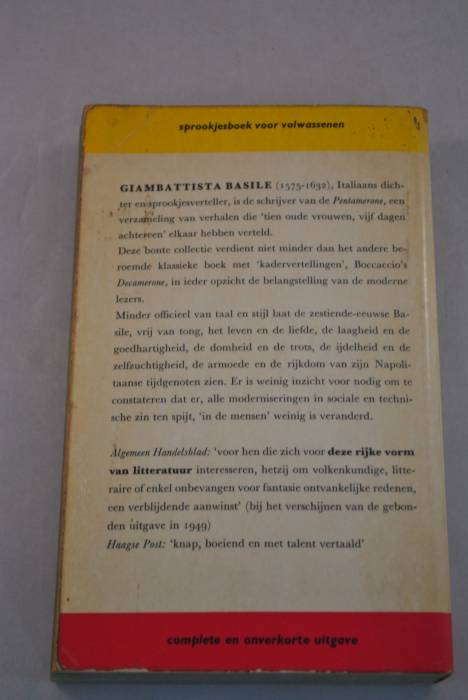 sprookjesboek voor volwassenen
GIAMBATTISTA BASILE (1575-1632), Italiaans dich-
ter en sprookjesverteller, is de schrijver van de Pentamerone, een
verzameling van verhalen die 'tien oude vrouwen, vijf dagen
achtereen' elkaar hebben verteld.
Deze bonte collectie verdient niet minder dan het andere be-
roemde klassieke boek met 'kadervertellingen', Boccaccio's
Decamerone, in ieder opzicht de belangstelling van de moderne
lezers.
Minder officieel van taal en stijl laat de zestiende-eeuwse Ba-
sile, vrij van tong, het leven en de liefde, de laagheid en de
goedhartigheid, de domheid en de trots, de ijdelheid en de
zelfzuchtigheid, de armoede en de rijkdom van zijn Napoli-
taanse tijdgenoten zien. Er is weinig inzicht voor nodig om te
constateren dat er, alle moderniseringen in sociale en techni-
sche zin ten spijt, 'in de mensen' weinig is veranderd.
Algemeen Handelsblad: 'voor hen die zich voor deze rijke vorm
van litteratuur interesseren, hetzij om volkenkundige, litte-
raire of enkel onbevangen voor fantasie ontvankelijke redenen,
een verblijdende aanwinst' (bij het verschijnen van de gebon-
den uitgave in 1949)
Haagse Post: 'knap, boeiend en met talent vertaald'
complete en onverkorte uitgave